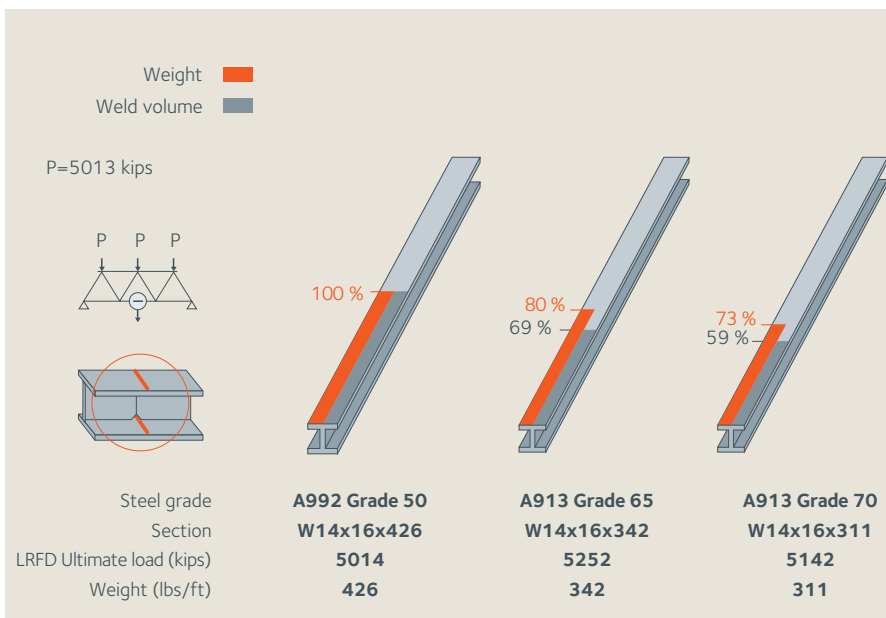 Weight
Weld volume
P=5013 kips
P P P
100 %
80 %
69 %
73 %
59 %
Steel grade A992 Grade 50 A913 Grade 65 A913 Grade 70
Section W14x16x426 W14x16x342 W14x16x311
LRFD Ultimate load (kips) 5014 5252 5142
Weight (lbs/ft) 426 342 311